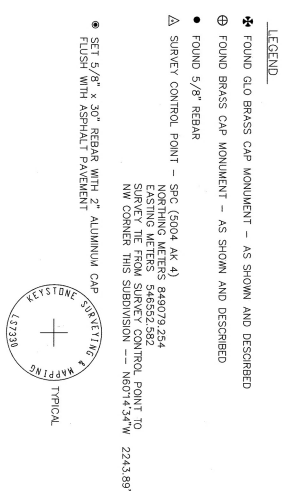 LEGEND
FOUND GLO BRASS CAP MONUMENT – AS SHOWN AND DESCIRBED
FOUND BRASS CAP MONUMENT – AS SHOWN AND DESCRIBED
FOUND 5/8" REBAR
SURVEY CONTROL POINT – SPC (5004 AK 4)
NORTHING METERS 849079.254
EASTING METERS 546552.582
SURVEY TIE FROM SURVEY CONTROL POINT TO
NW CORNER THIS SUBDIVISION –– N60°14'34"W 2243.89'
SET 5/8" x 30" REBAR WITH 2" ALUMINUM CAP
FLUSH WITH ASPHALT PAVEMENT
KEYSTONE SURVEYING & MAPPING
LS7330
TYPICAL